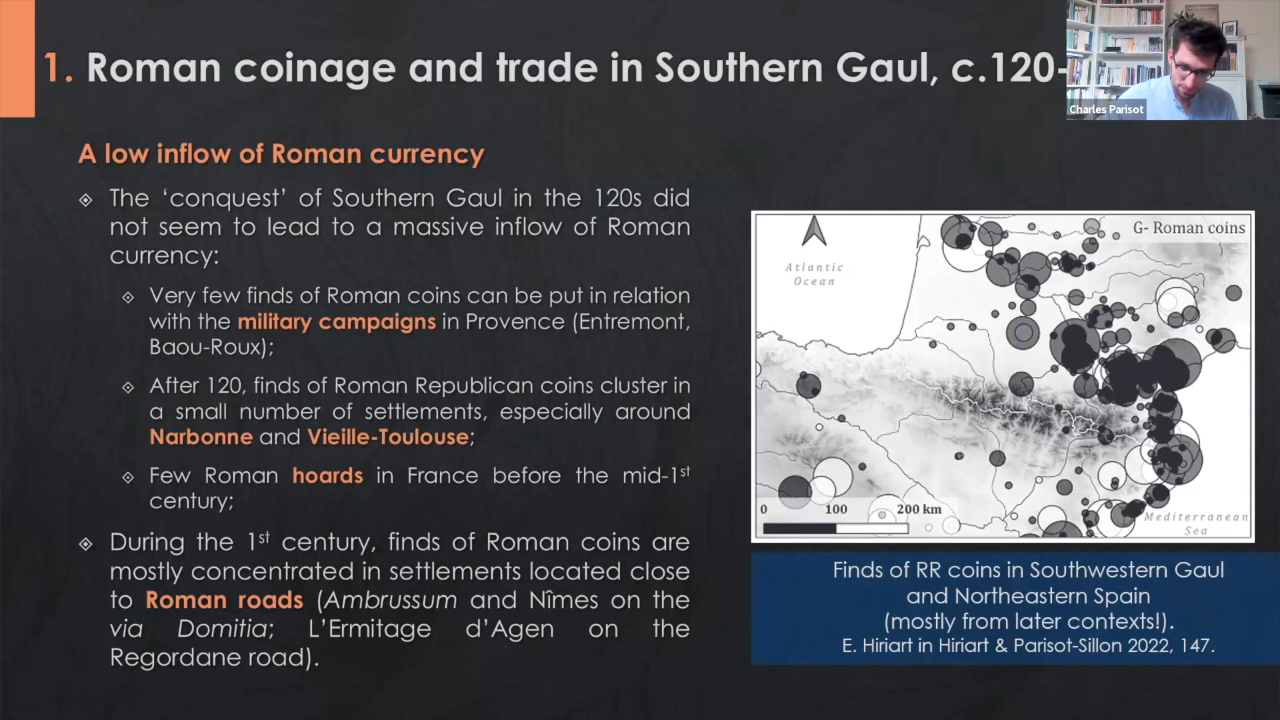 1. Roman coinage and trade in Southern Gaul, c.120-
Charles Parisot
A low inflow of Roman currency
The ‘conquest’ of Southern Gaul in the 120s did
not seem to lead to a massive inflow of Roman
currency:
Very few finds of Roman coins can be put in relation
with the military campaigns in Provence (Entremont,
Baou-Roux);
After 120, finds of Roman Republican coins cluster in
a small number of settlements, especially around
Narbonne and Vieille-Toulouse;
Few Roman hoards in France before the mid-1st
century;
During the 1st century, finds of Roman coins are
mostly concentrated in settlements located close
to Roman roads (Ambrussum and Nîmes on the
via Domitia; L’Ermitage d’Agen on the
Regordane road).
G- Roman coins
Atlantic
Ocean
0 100 200 km
Mediterranean
Sea
Finds of RR coins in Southwestern Gaul
and Northeastern Spain
(mostly from later contexts!).
E. Hiriart in Hiriart & Parisot-Sillon 2022, 147.